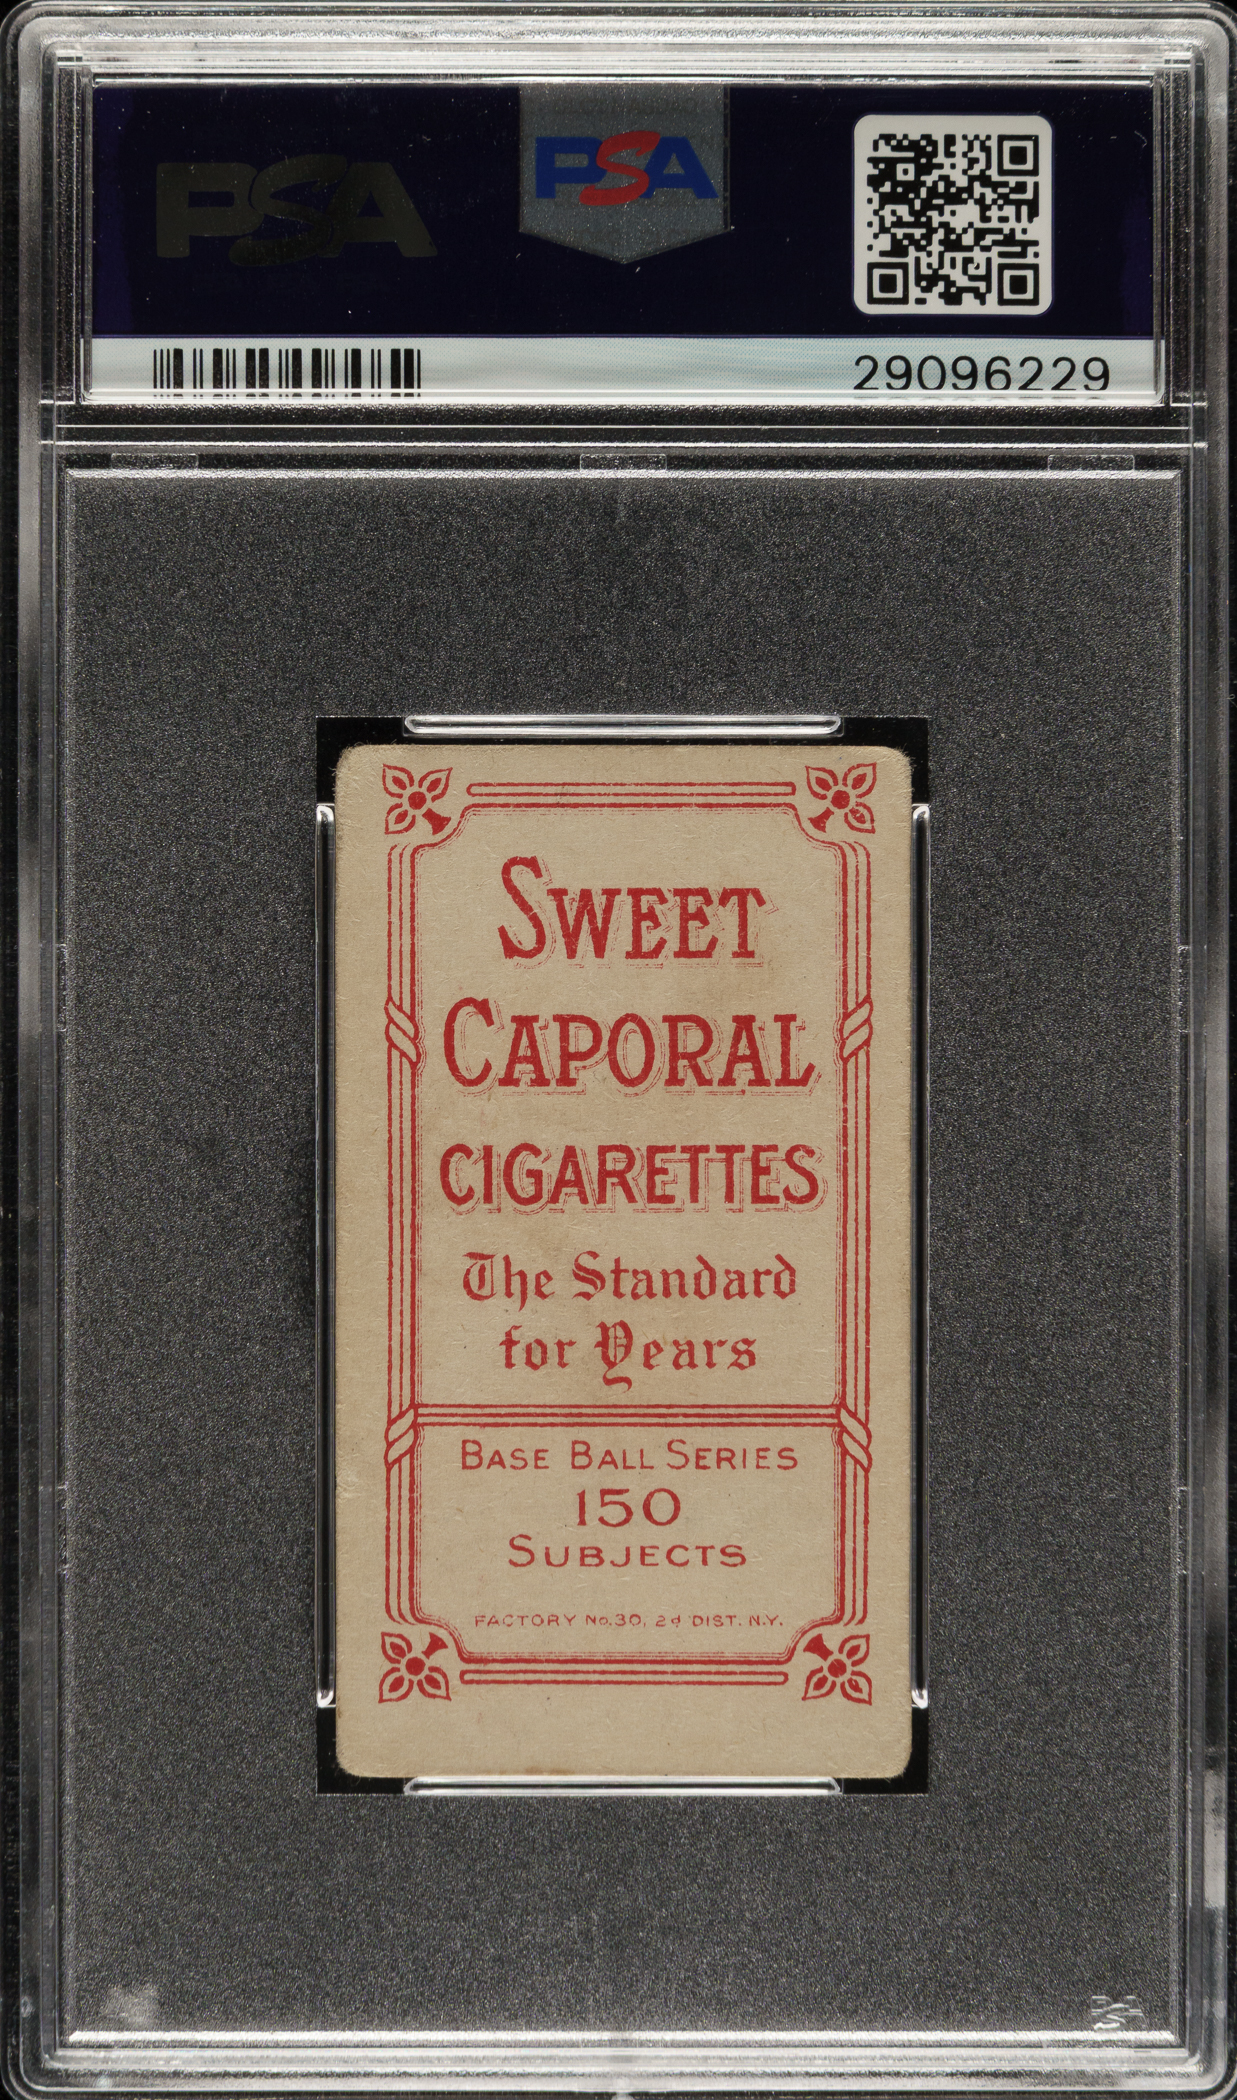 PSA
PSA
29096229
SWEET
CAPORAL
CIGARETTES
The Standard
for Years
BASE BALL SERIES
150
SUBJECTS
FACTORY No.30, 2d DIST. N.Y.
PSA